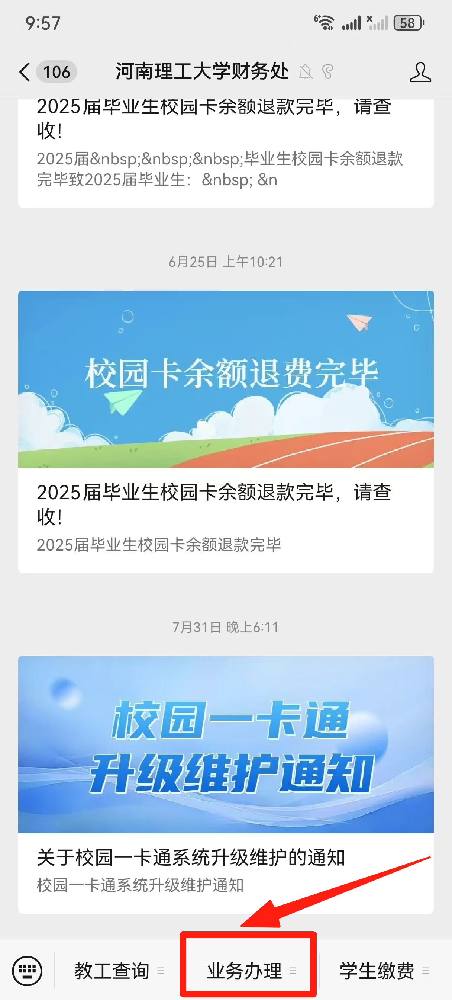 9:57
6+
58
106
河南理工大学财务处
2025届毕业生校园卡余额退款完毕，请查
收！
2025届&nbsp;&nbsp;&nbsp;毕业生校园卡余额退款
完毕致2025届毕业生：&nbsp; &n
6月25日 上午10:21
校园卡余额退费完毕
2025届毕业生校园卡余额退款完毕，请查
收！
2025届毕业生校园卡余额退款完毕
7月31日 晚上6:11
校园一卡通
升级维护通知
关于校园一卡通系统升级维护的通知
校园一卡通系统升级维护通知
教工查询
业务办理
学生缴费